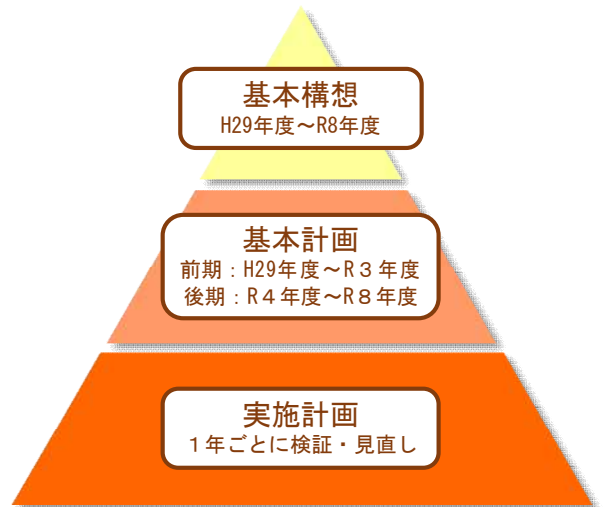 基本構想
H29年度～R8年度
基本計画
前期：H29年度～R３年度
後期：R４年度～R８年度
実施計画
１年ごとに検証・見直し